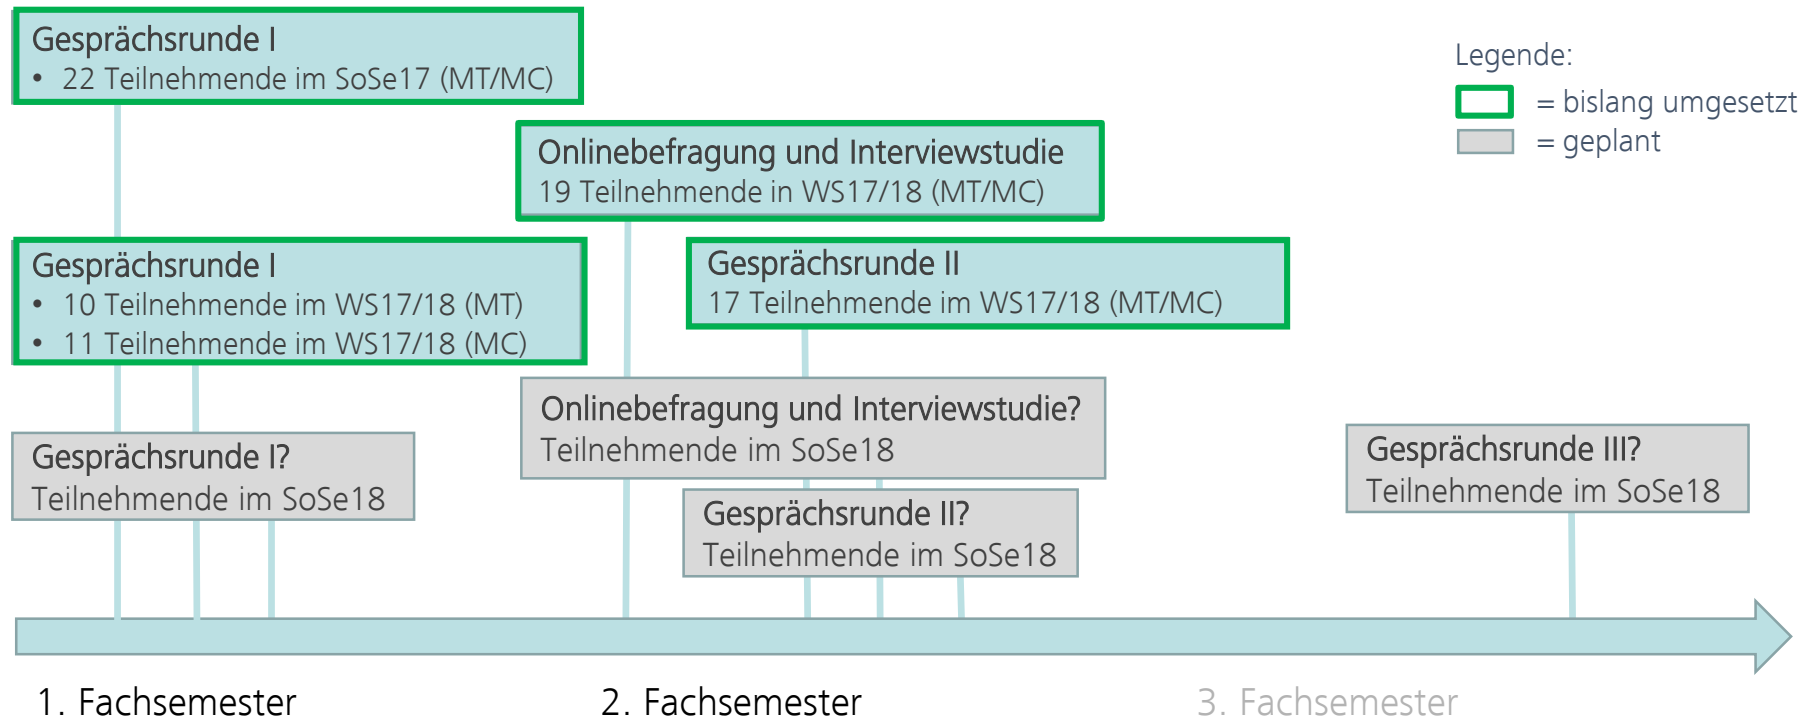 Gesprächsrunde I
• 22 Teilnehmende im SoSe17 (MT/MC)
Legende:
= bislang umgesetzt
= geplant
Onlinebefragung und Interviewstudie
19 Teilnehmende in WS17/18 (MT/MC)
Gesprächsrunde I
• 10 Teilnehmende im WS17/18 (MT)
• 11 Teilnehmende im WS17/18 (MC)
Gesprächsrunde II
17 Teilnehmende im WS17/18 (MT/MC)
Onlinebefragung und Interviewstudie?
Teilnehmende im SoSe18
Gesprächsrunde I?
Teilnehmende im SoSe18
Gesprächsrunde II?
Teilnehmende im SoSe18
Gesprächsrunde III?
Teilnehmende im SoSe18
1. Fachsemester
2. Fachsemester
3. Fachsemester